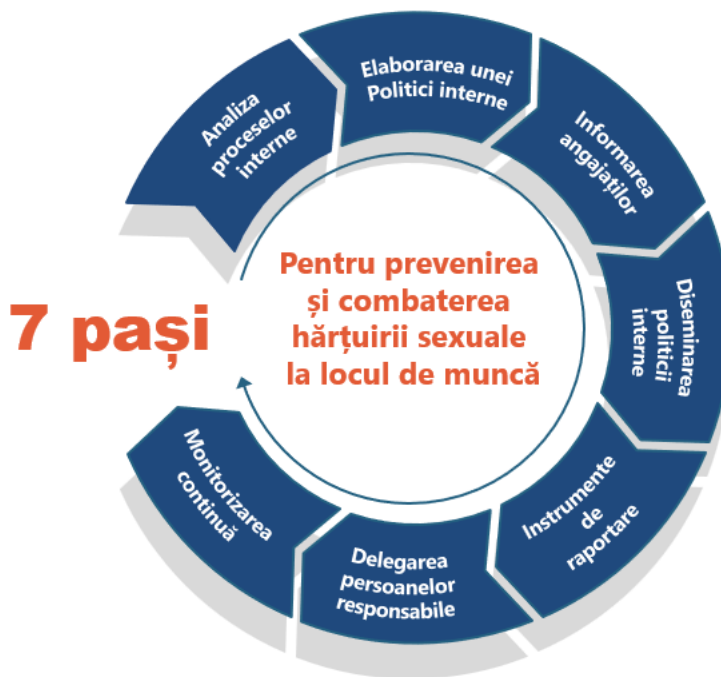 7 pași
Pentru prevenirea
și combaterea
hărțuirii sexuale
la locul de muncă
Analiza
proceselor
interne
Elaborarea unei
Politici interne
Informarea
angajaților
Diseminarea
politicii
interne
Instrumente
de
raportare
Delegarea
persoanelor
responsabile
Monitorizarea
continuă